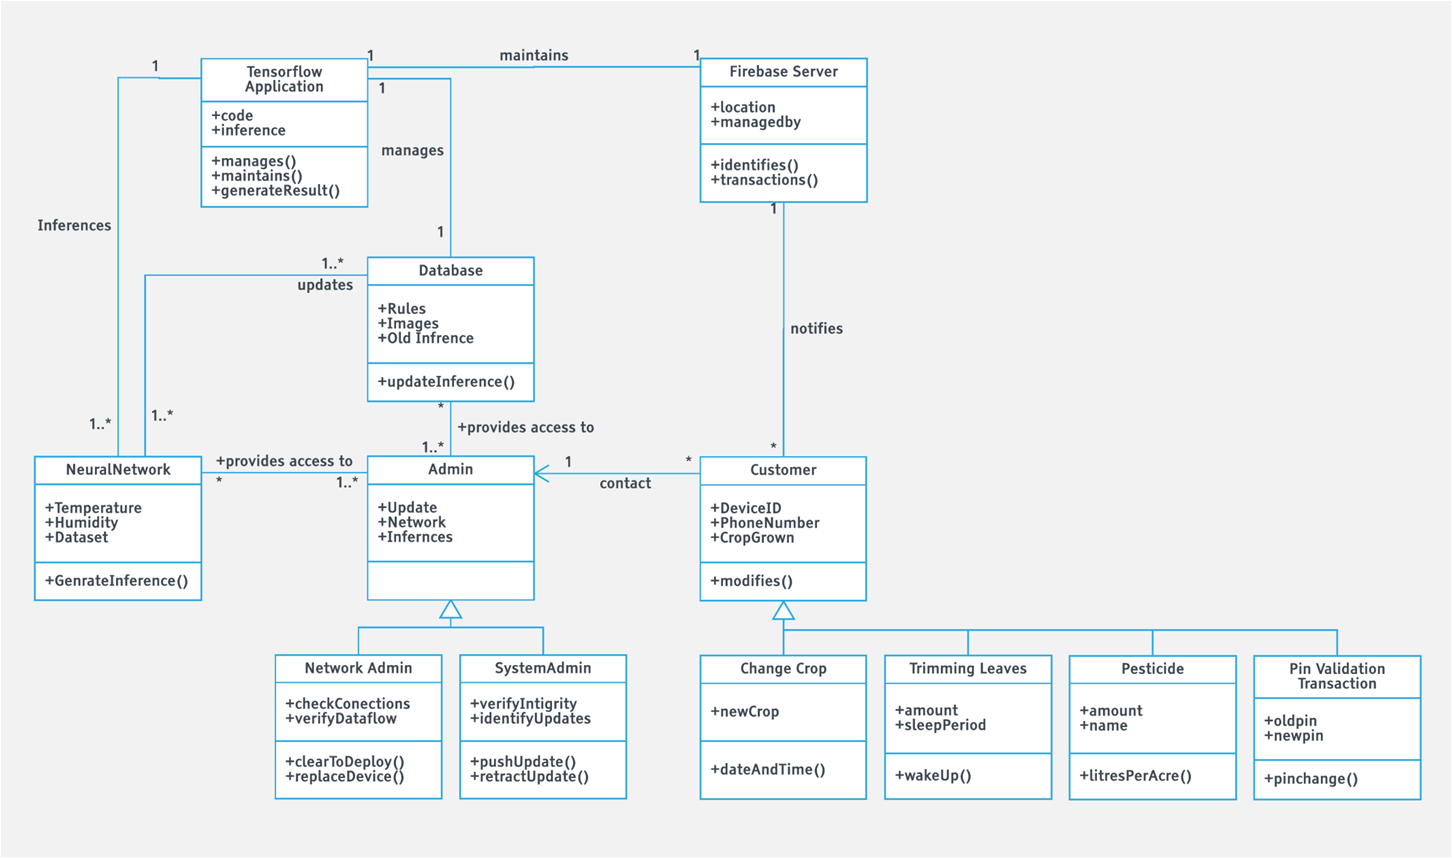 1
1
maintains
1
Tensorflow
Application
+code
+inference
+manages()
+maintains()
+generateResult()
1
manages
1
Firebase Server
+location
+managedby
+identifies()
+transactions()
1
Inferences
1..*
updates
Database
+Rules
+Images
+Old Infrence
+updateInference()
notifies
1..*
1..*
*
+provides access to
1..*
*
NeuralNetwork
+Temperature
+Humidity
+Dataset
+GenrateInference()
+provides access to
*
1..*
Admin
+Update
+Network
+Infernces
1
*
contact
Customer
+DeviceID
+PhoneNumber
+CropGrown
+modifies()
Network Admin
+checkConections
+verifyDataflow
+clearToDeploy()
+replaceDevice()
SystemAdmin
+verifyIntigrity
+identifyUpdates
+pushUpdate()
+retractUpdate()
Change Crop
+newCrop
+dateAndTime()
Trimming Leaves
+amount
+sleepPeriod
+wakeUp()
Pesticide
+amount
+name
+litresPerAcre()
Pin Validation
Transaction
+oldpin
+newpin
+pinchange()